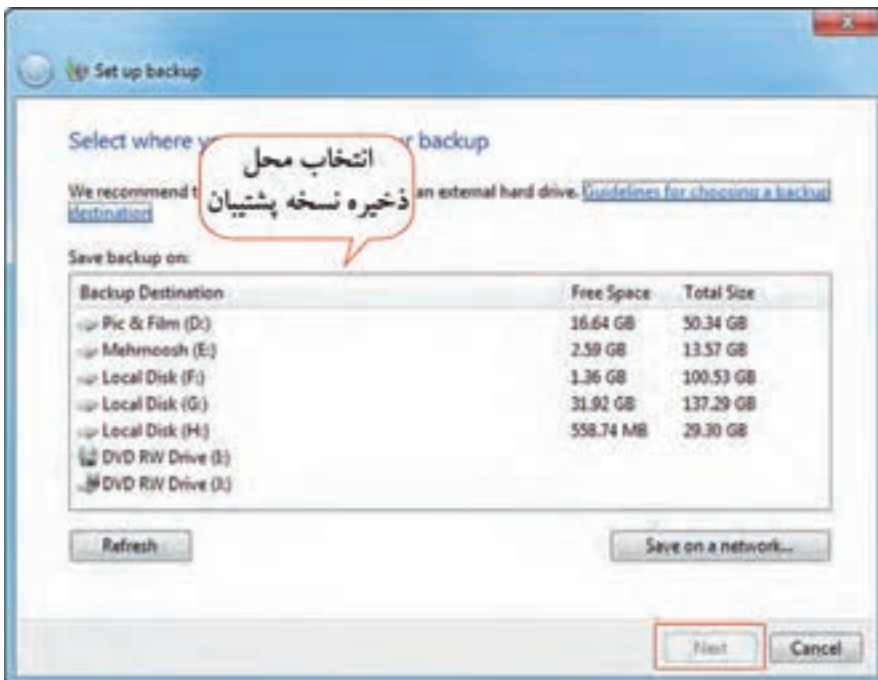 Set up backup
Select where y r backup
انتخاب محل
ذخیره نسخه پشتیبان
We recommend t an external hard drive. Guidelines for choosing a backup
destination
Save backup on:
Backup Destination Free Space Total Size
Pic & Film (D:) 16.64 GB 50.34 GB
Mehrnoosh (E:) 2.59 GB 13.57 GB
Local Disk (F:) 1.36 GB 100.53 GB
Local Disk (G:) 31.92 GB 137.29 GB
Local Disk (H:) 558.74 MB 29.30 GB
DVD RW Drive (I:)
DVD RW Drive (J:)
Refresh Save on a network...
Next Cancel